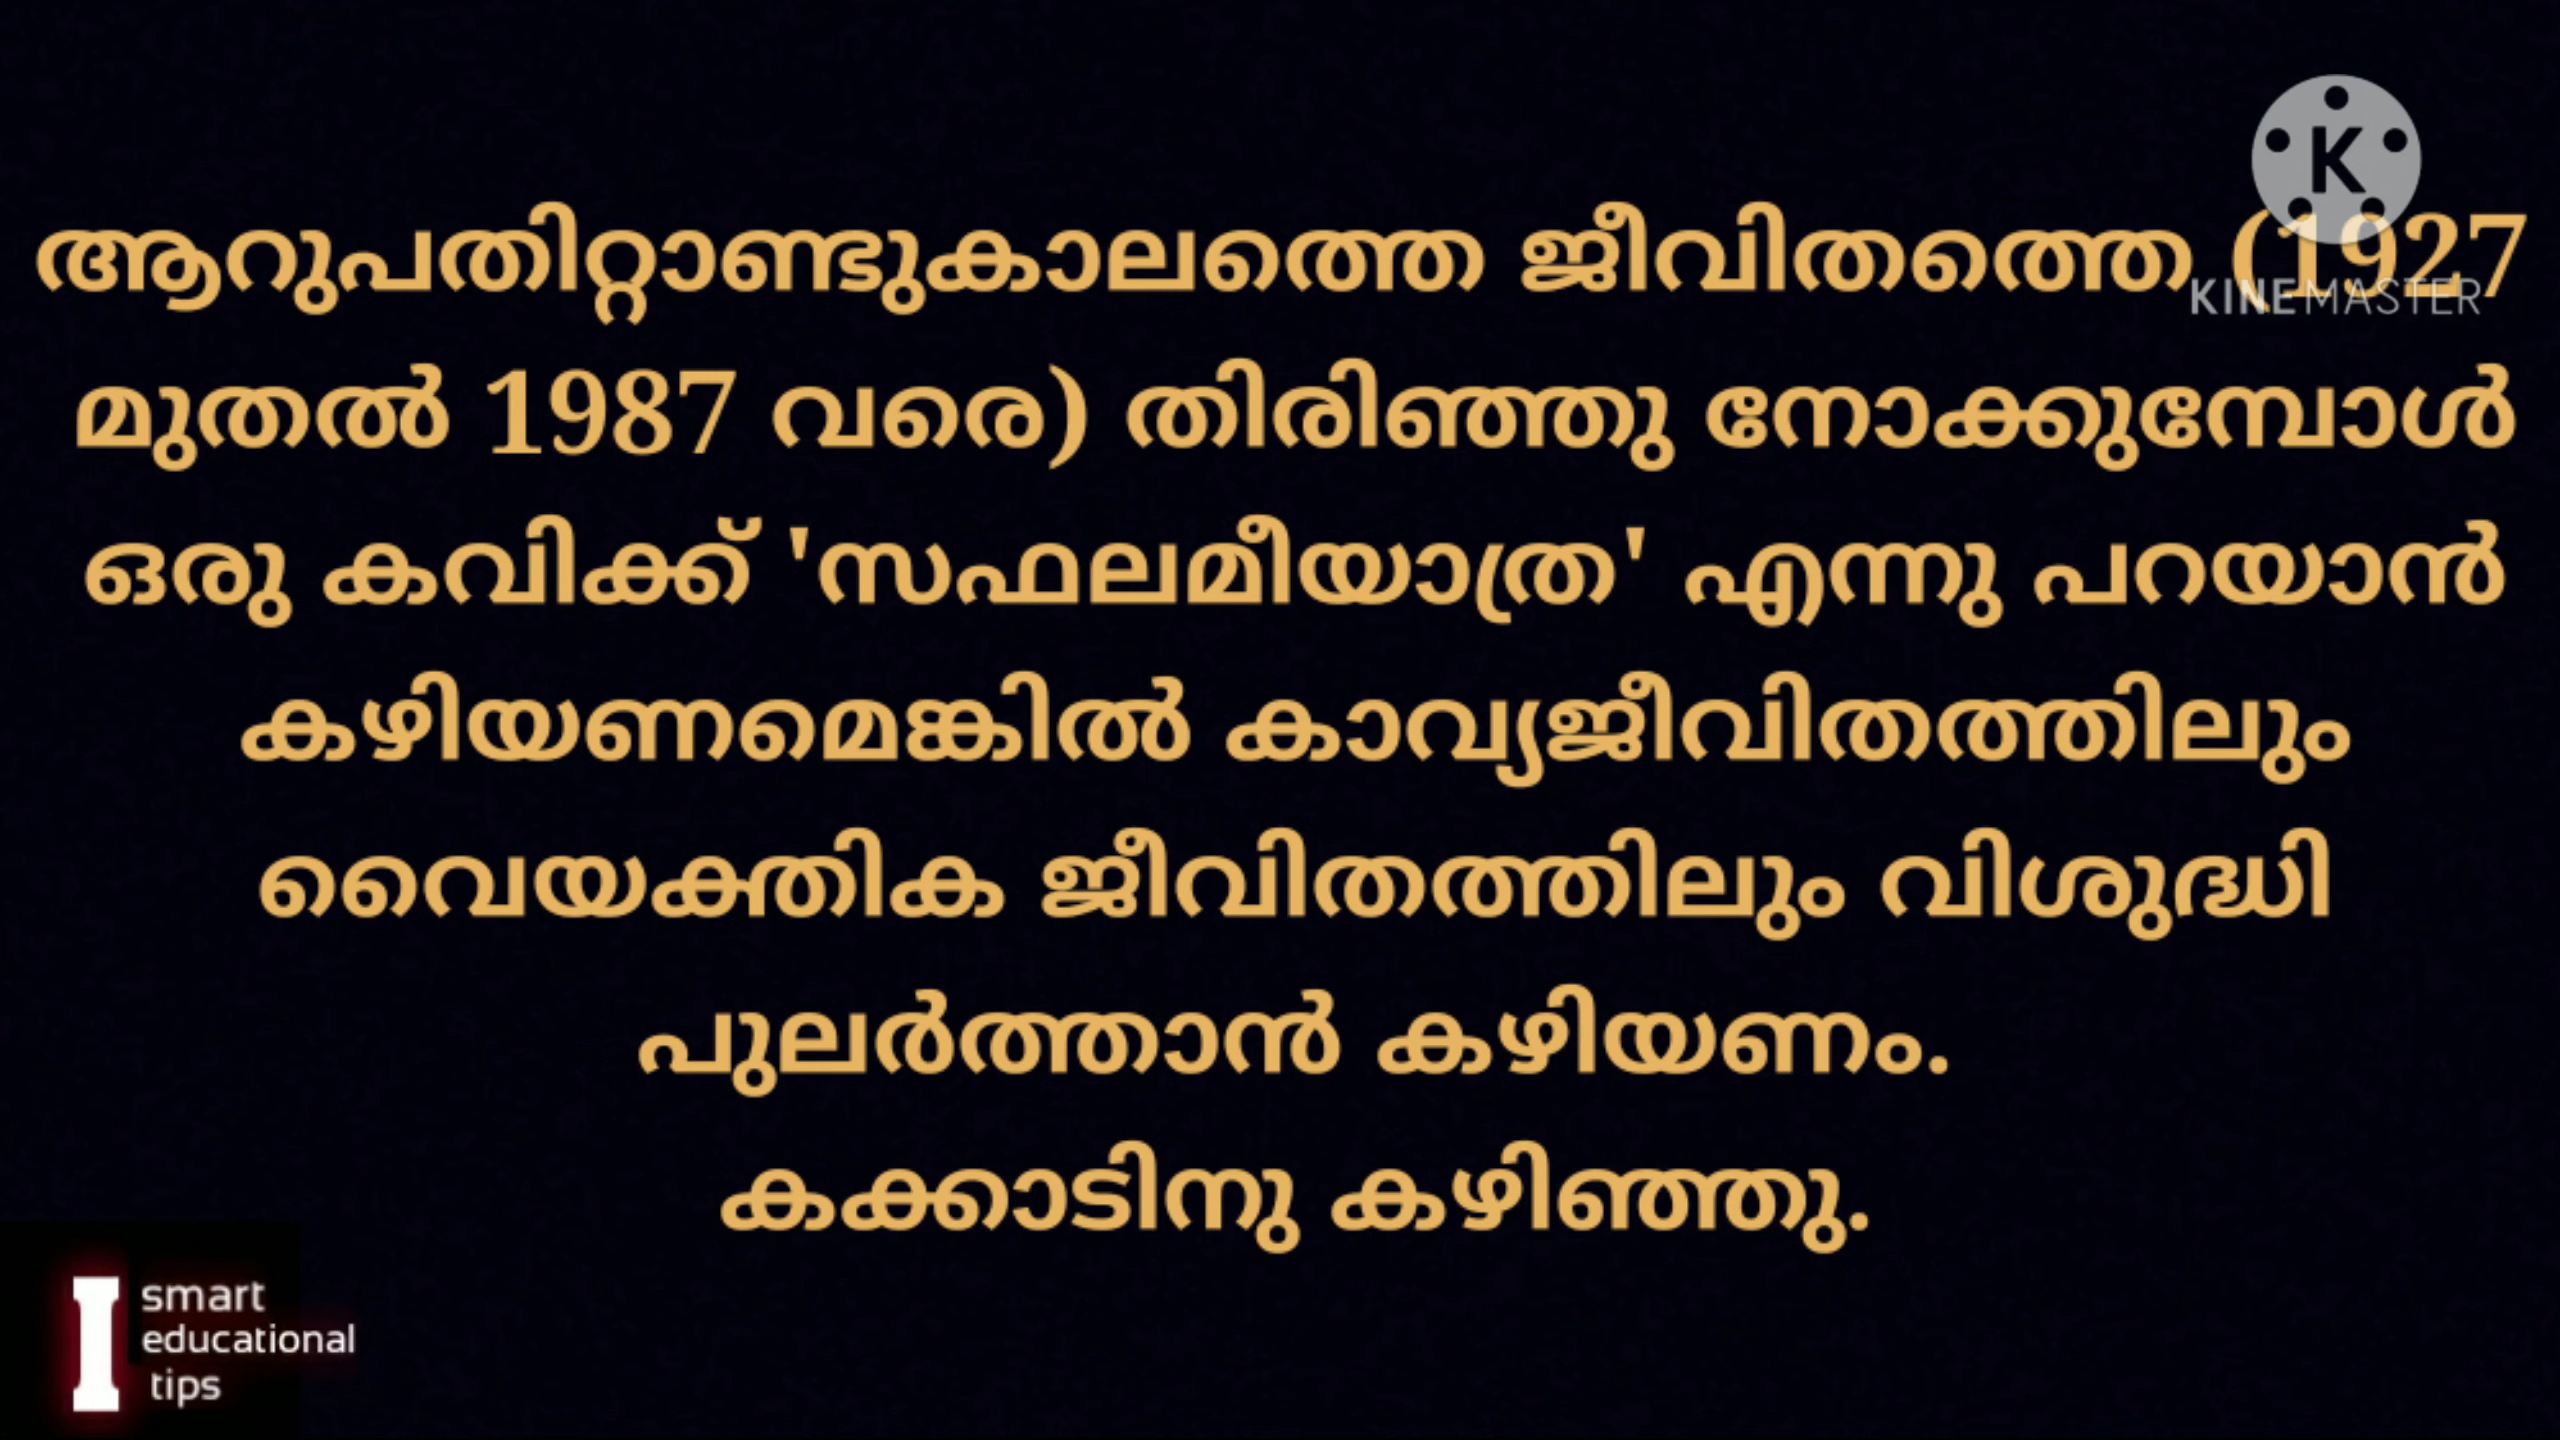 K
ആറുപതിറ്റാണ്ടുകാലത്തെ ജീവിതത്തെ (1927
KINEMASTER
മുതൽ 1987 വരെ) തിരിഞ്ഞു നോക്കുമ്പോൾ
ഒരു കവിക്ക് 'സഫലമീയാത്ര' എന്നു പറയാൻ
കഴിയണമെങ്കിൽ കാവ്യജീവിതത്തിലും
വൈയക്തിക ജീവിതത്തിലും വിശുദ്ധി
പുലർത്താൻ കഴിയണം.
കക്കാടിനു കഴിഞ്ഞു.
I smart
educational
tips